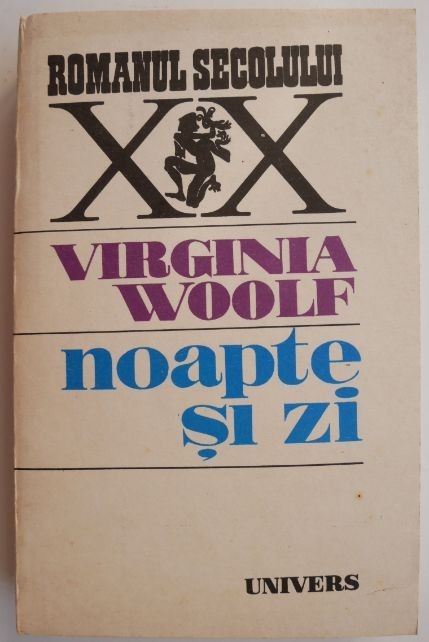 ROMANUL SECOLULUI
XX
VIRGINIA
WOOLF
noapte
și zi
UNIVERS